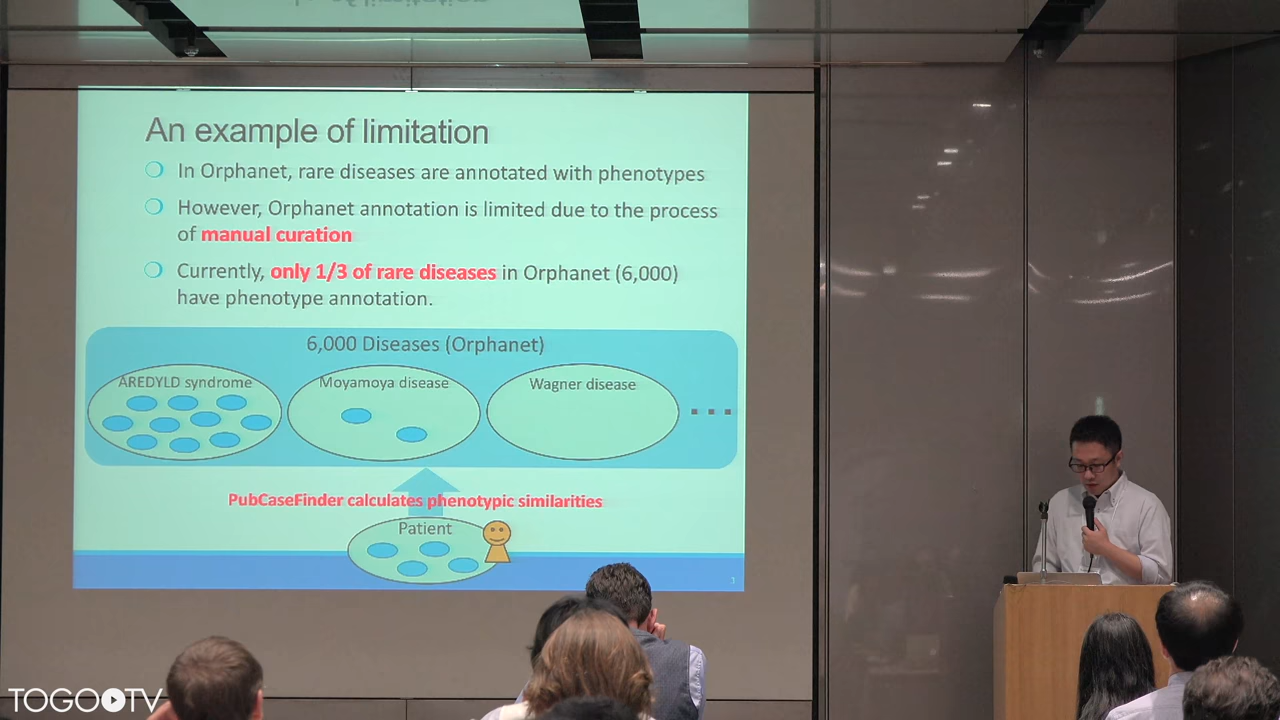 An example of limitation
In Orphanet, rare diseases are annotated with phenotypes
However, Orphanet annotation is limited due to the process
of manual curation
Currently, only 1/3 of rare diseases in Orphanet (6,000)
have phenotype annotation.
6,000 Diseases (Orphanet)
AREDYLD syndrome
Moyamoya disease
Wagner disease
PubCaseFinder calculates phenotypic similarities
Patient
TOGO TV